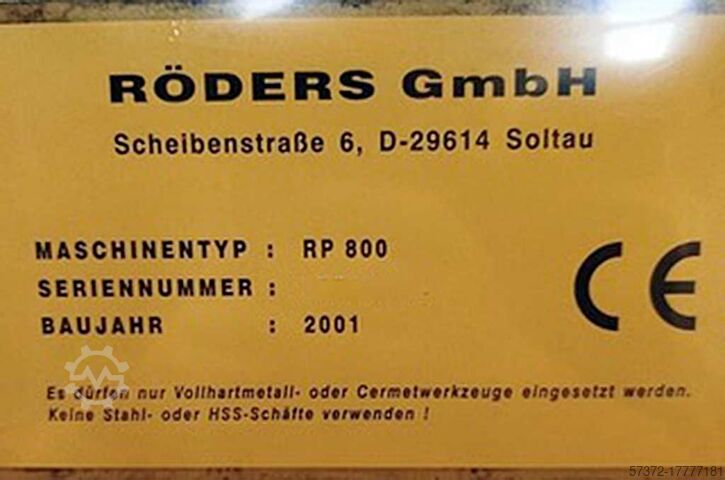 RÖDERS GmbH
Scheibenstraße 6, D-29614 Soltau
MASCHINENTYP : RP 800
SERIENNUMMER :
BAUJAHR : 2001
CE
Es dürfen nur Vollhartmetall- oder Cermetwerkzeuge eingesetzt werden.
Keine Stahl- oder HSS-Schäfte verwenden !
57372-17777181